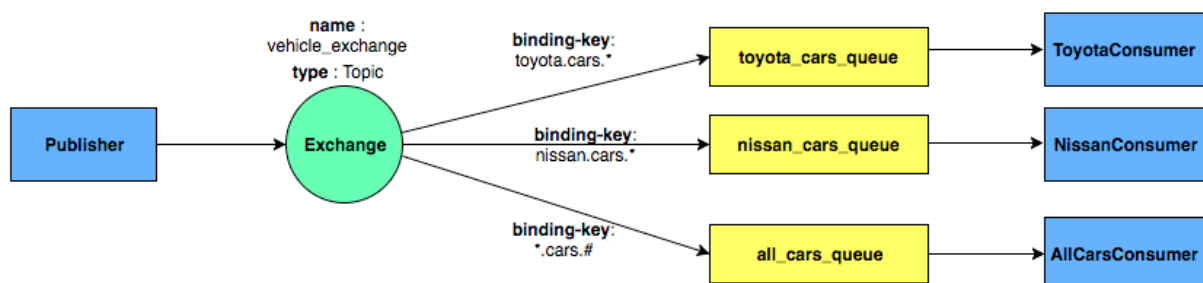 name :
vehicle_exchange
type : Topic
Publisher
Exchange
binding-key:
toyota.cars.*
toyota_cars_queue
ToyotaConsumer
binding-key:
nissan.cars.*
nissan_cars_queue
NissanConsumer
binding-key:
*.cars.#
all_cars_queue
AllCarsConsumer